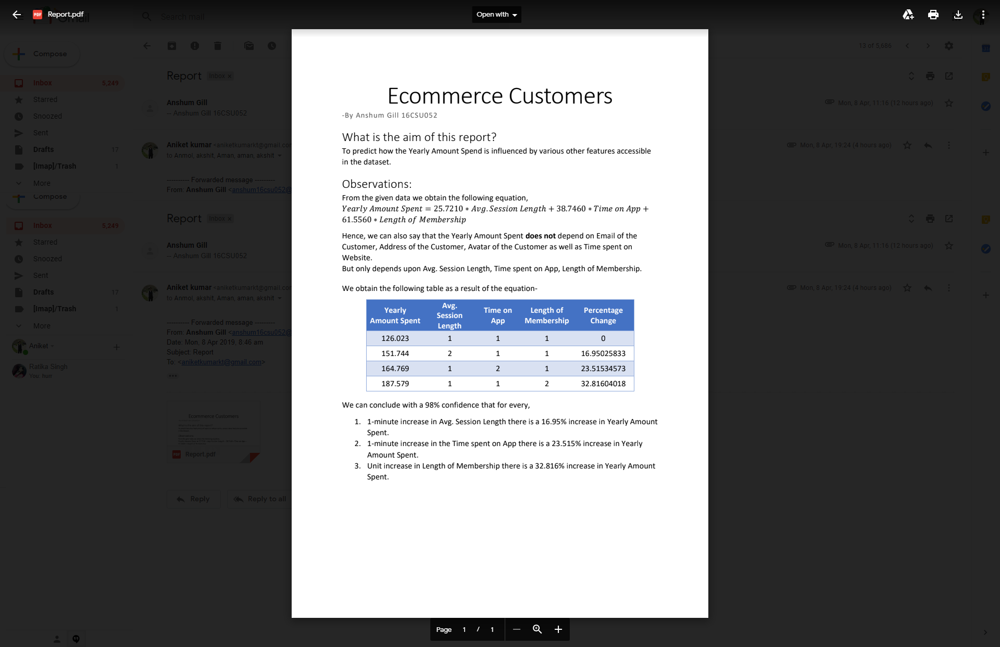 Report.pdf
Open with
Gmail
Search mail
Compose
13 of 5,686
Inbox 5,249
Starred
Snoozed
Sent
Drafts 17
[Imap]/Trash 1
More
Report Inbox x
Anshum Gill
-- Anshum Gill 16CSU052
Mon, 8 Apr, 11:16 (12 hours ago)
Aniket kumar <aniketkumarkt@gmail.cor
to Anmol, akshit, Aman, aman, akshit
Mon, 8 Apr, 19:24 (4 hours ago)
---------- Forwarded message ---------
From: Anshum Gill <anshum16csu052@
Compose
Inbox 5,249
Starred
Snoozed
Sent
Drafts 17
[Imap]/Trash 1
More
Aniket
Ratika Singh
You: hurr
Report Inbox x
Anshum Gill
-- Anshum Gill 16CSU052
Mon, 8 Apr, 11:16 (12 hours ago)
Aniket kumar <aniketkumarkt@gmail.cor
to Anmol, akshit, Aman, aman, akshit
Mon, 8 Apr, 19:24 (4 hours ago)
---------- Forwarded message ---------
From: Anshum Gill <anshum16csu052@
Date: Mon, 8 Apr 2019, 8:46 am
Subject: Report
To: <aniketkumarkt@gmail.com>
Ecommerce Customers
Report.pdf
Reply
Reply to all
Ecommerce Customers
-By Anshum Gill 16CSU052
What is the aim of this report?
To predict how the Yearly Amount Spend is influenced by various other features accessible
in the dataset.
Observations:
From the given data we obtain the following equation,
Yearly Amount Spent = 25.7210 * Avg. Session Length + 38.7460 * Time on App +
61.5560 * Length of Membership
Hence, we can also say that the Yearly Amount Spent does not depend on Email of the
Customer, Address of the Customer, Avatar of the Customer as well as Time spent on
Website.
But only depends upon Avg. Session Length, Time spent on App, Length of Membership.
We obtain the following table as a result of the equation-
Yearly Amount Spent Avg. Session Length Time on App Length of Membership Percentage Change
126.023 1 1 1 0
151.744 2 1 1 16.95025833
164.769 1 2 1 23.51534573
187.579 1 1 2 32.81604018
We can conclude with a 98% confidence that for every,
1. 1-minute increase in Avg. Session Length there is a 16.95% increase in Yearly Amount
Spent.
2. 1-minute increase in the Time spent on App there is a 23.515% increase in Yearly
Amount Spent.
3. Unit increase in Length of Membership there is a 32.816% increase in Yearly Amount
Spent.
Page 1 / 1